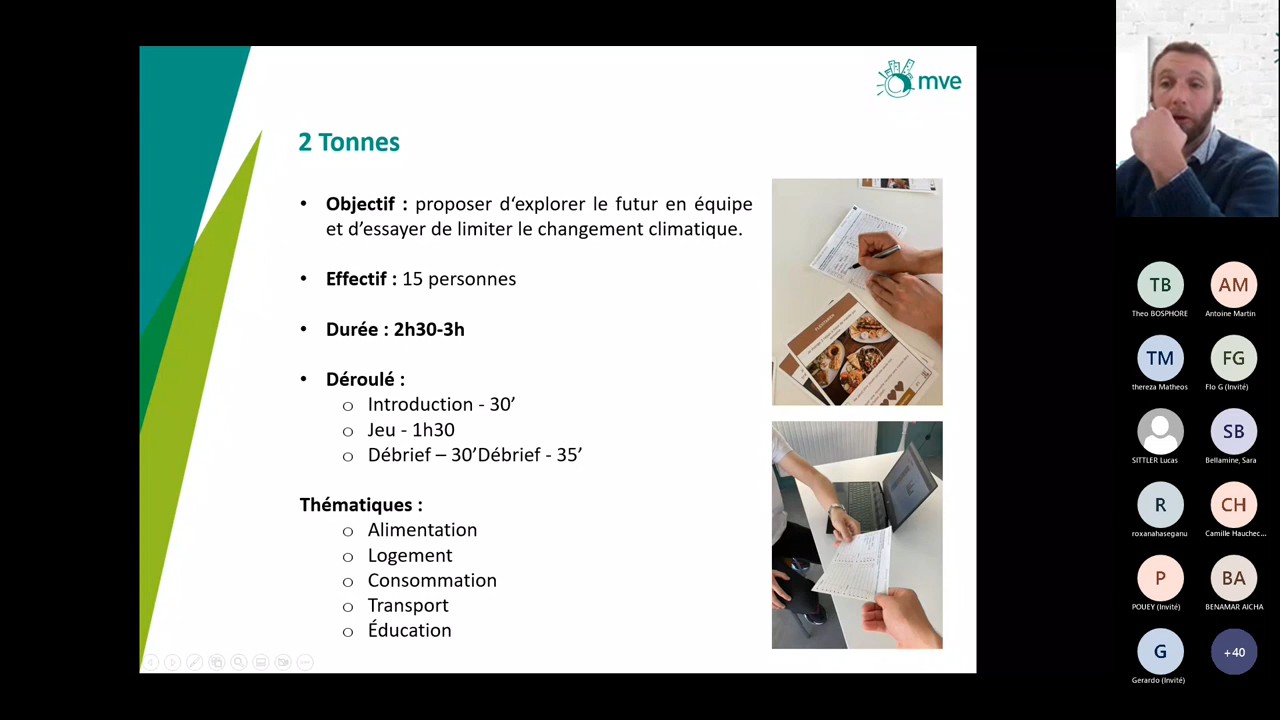 mve
2 Tonnes
• Objectif : proposer d‘explorer le futur en équipe
et d’essayer de limiter le changement climatique.
• Effectif : 15 personnes
• Durée : 2h30-3h
• Déroulé :
o Introduction - 30’
o Jeu - 1h30
o Débrief – 30’Débrief - 35’
Thématiques :
o Alimentation
o Logement
o Consommation
o Transport
o Éducation
TB
AM
Theo BOSPHORE
Antoine Martin
TM
FG
thereza Matheos
Flo G (Invité)
SB
SITTLER Lucas
Bellamine, Sara
R
CH
roxanahaseganu
Camille Hauchec...
P
BA
POUEY (Invité)
BENAMAR AICHA
G
+40
Gerardo (Invité)